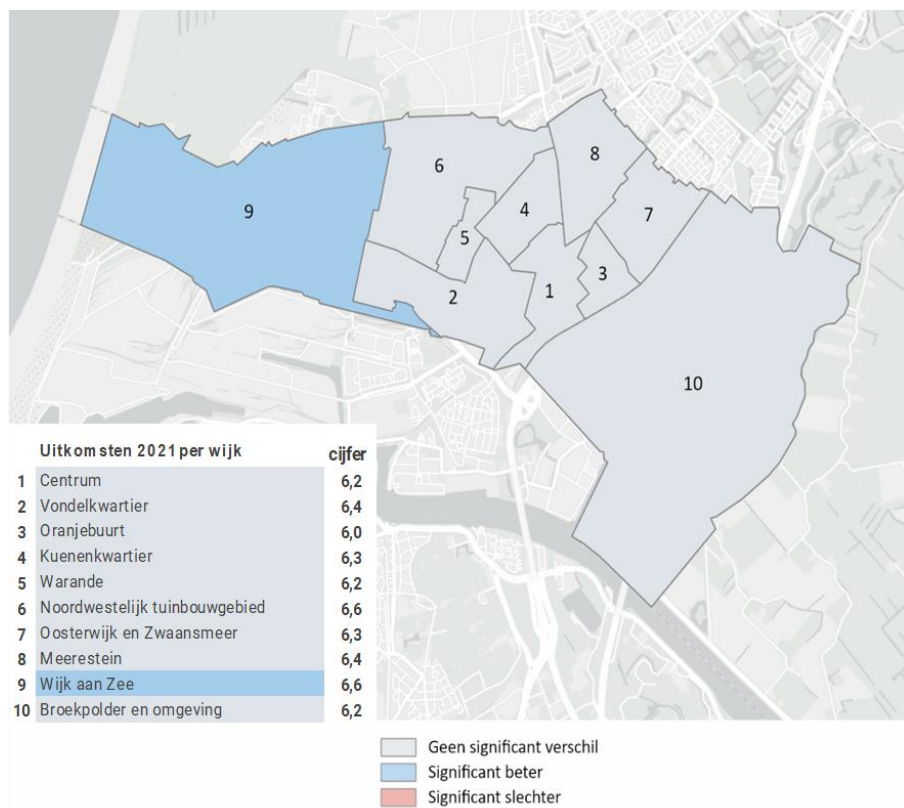 9
6
8
4
7
5
3
2
1
10
Uitkomsten 2021 per wijk cijfer
1 Centrum 6,2
2 Vondelkwartier 6,4
3 Oranjebuurt 6,0
4 Kuenenkwartier 6,3
5 Warande 6,2
6 Noordwestelijk tuinbouwgebied 6,6
7 Oosterwijk en Zwaansmeer 6,3
8 Meerestein 6,4
9 Wijk aan Zee 6,6
10 Broekpolder en omgeving 6,2
Geen significant verschil
Significant beter
Significant slechter